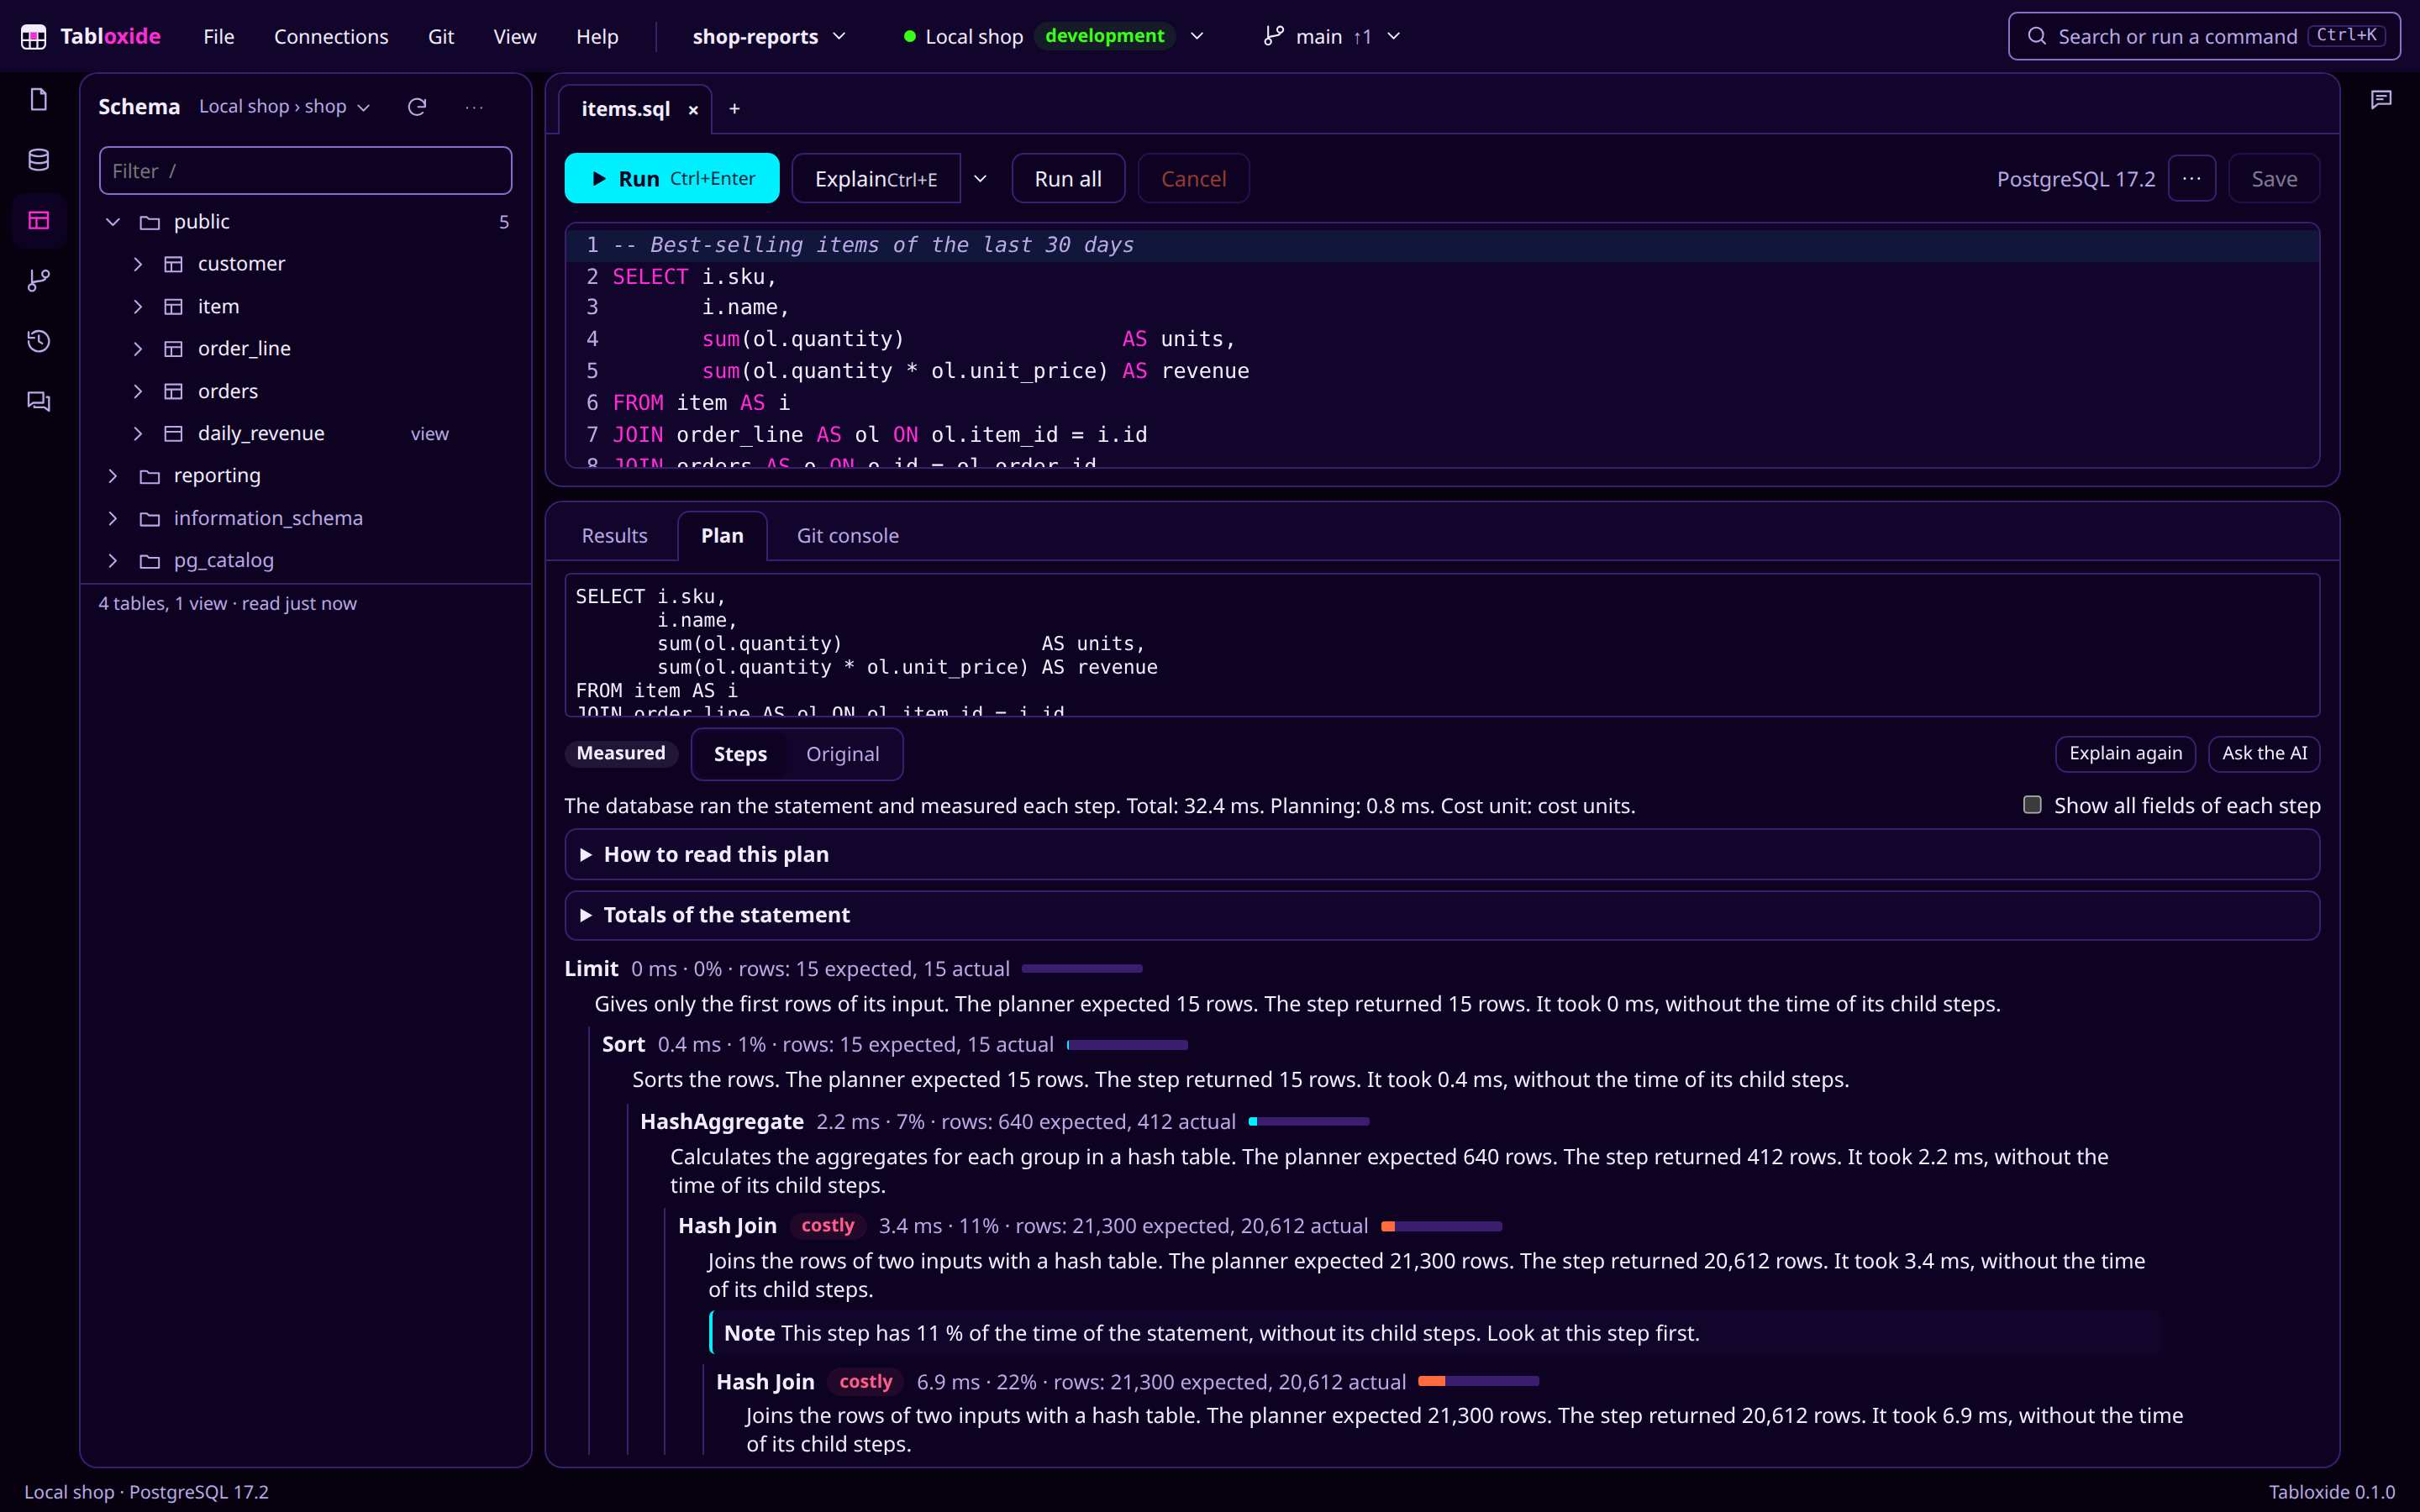 Tabloxide File Connections Git View Help shop-reports Local shop development main ↑1 Search or run a command Ctrl+K
Schema Local shop › shop ···
Filter /
public 5
customer
item
order_line
orders
daily_revenue view
reporting
information_schema
pg_catalog
4 tables, 1 view · read just now
items.sql × +
Run Ctrl+Enter Explain Ctrl+E Run all Cancel PostgreSQL 17.2 ··· Save
1 -- Best-selling items of the last 30 days
2 SELECT i.sku,
3 i.name,
4 sum(ol.quantity) AS units,
5 sum(ol.quantity * ol.unit_price) AS revenue
6 FROM item AS i
7 JOIN order_line AS ol ON ol.item_id = i.id
8 JOIN orders AS o ON o.id = ol.order_id
Results Plan Git console
SELECT i.sku,
i.name,
sum(ol.quantity) AS units,
sum(ol.quantity * ol.unit_price) AS revenue
FROM item AS i
JOIN order_line AS ol ON ol.item_id = i.id
Measured Steps Original Explain again Ask the AI
The database ran the statement and measured each step. Total: 32.4 ms. Planning: 0.8 ms. Cost unit: cost units. Show all fields of each step
How to read this plan
Totals of the statement
Limit 0 ms · 0% · rows: 15 expected, 15 actual
Gives only the first rows of its input. The planner expected 15 rows. The step returned 15 rows. It took 0 ms, without the time of its child steps.
Sort 0.4 ms · 1% · rows: 15 expected, 15 actual
Sorts the rows. The planner expected 15 rows. The step returned 15 rows. It took 0.4 ms, without the time of its child steps.
HashAggregate 2.2 ms · 7% · rows: 640 expected, 412 actual
Calculates the aggregates for each group in a hash table. The planner expected 640 rows. The step returned 412 rows. It took 2.2 ms, without the
time of its child steps.
Hash Join costly 3.4 ms · 11% · rows: 21,300 expected, 20,612 actual
Joins the rows of two inputs with a hash table. The planner expected 21,300 rows. The step returned 20,612 rows. It took 3.4 ms, without the time
of its child steps.
Note This step has 11 % of the time of the statement, without its child steps. Look at this step first.
Hash Join costly 6.9 ms · 22% · rows: 21,300 expected, 20,612 actual
Joins the rows of two inputs with a hash table. The planner expected 21,300 rows. The step returned 20,612 rows. It took 6.9 ms, without the time
of its child steps.
Local shop · PostgreSQL 17.2 Tabloxide 0.1.0